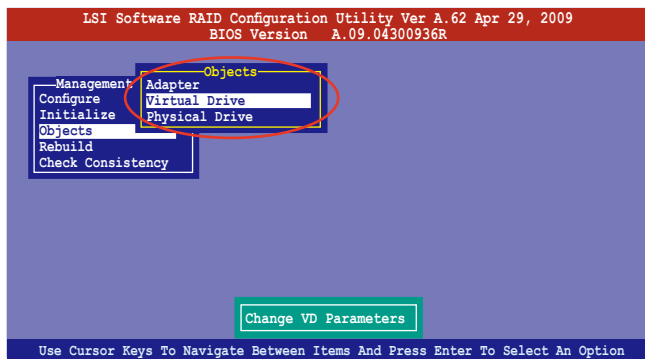 LSI Software RAID Configuration Utility Ver A.62 Apr 29, 2009
BIOS Version A.09.04300936R
Management
Configure
Initialize
Objects
Rebuild
Check Consistency
Objects
Adapter
Virtual Drive
Physical Drive
Change VD Parameters
Use Cursor Keys To Navigate Between Items And Press Enter To Select An Option